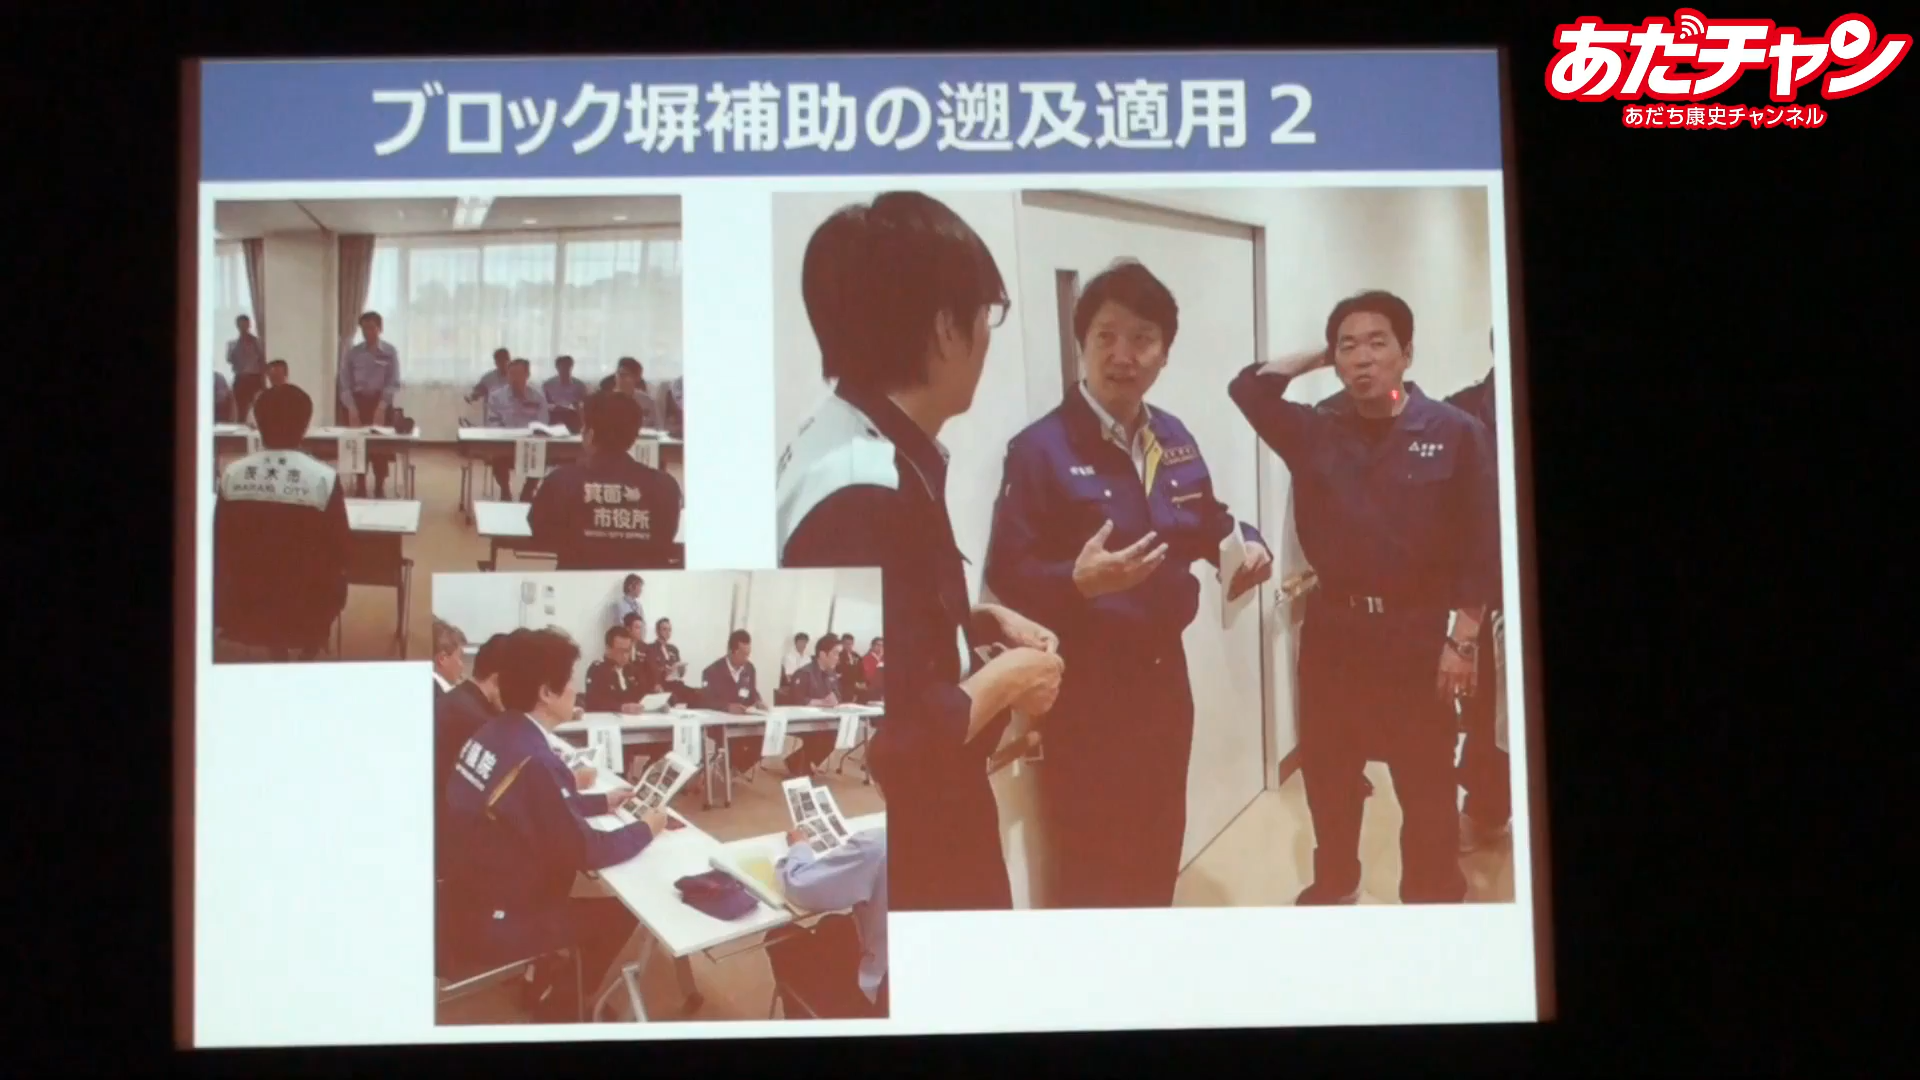 あだチャン
あだち康史チャンネル
ブロック塀補助の遡及適用2
茨木市
IBARAKI CITY
箕面
市役所